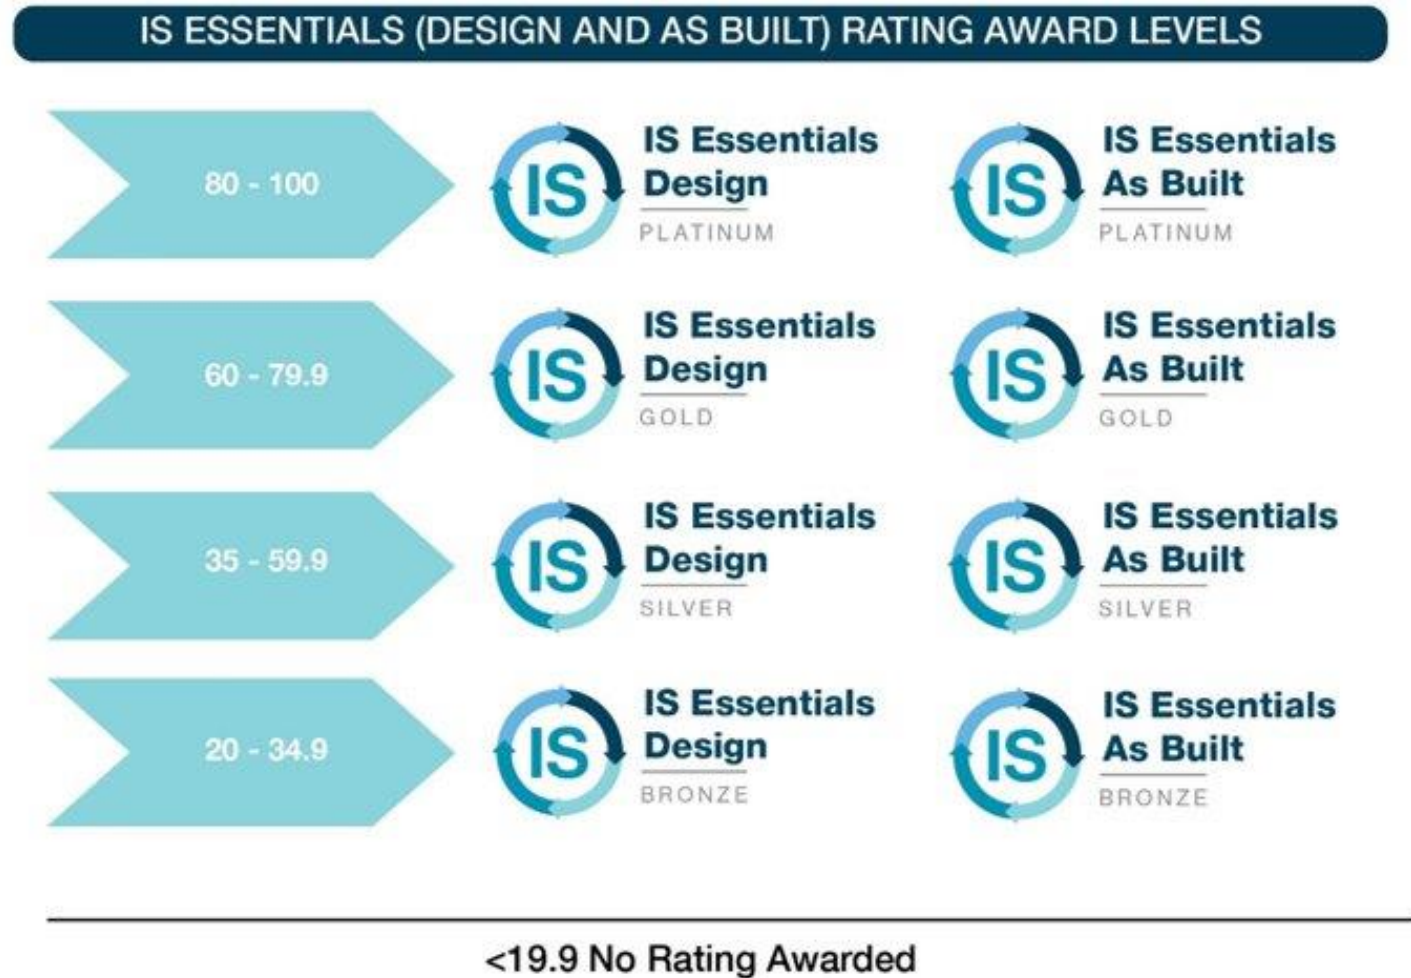 IS ESSENTIALS (DESIGN AND AS BUILT) RATING AWARD LEVELS
80 - 100
IS
IS Essentials
Design
PLATINUM
IS
IS Essentials
As Built
PLATINUM
60 - 79.9
IS
IS Essentials
Design
GOLD
IS
IS Essentials
As Built
GOLD
35 - 59.9
IS
IS Essentials
Design
SILVER
IS
IS Essentials
As Built
SILVER
20 - 34.9
IS
IS Essentials
Design
BRONZE
IS
IS Essentials
As Built
BRONZE
<19.9 No Rating Awarded